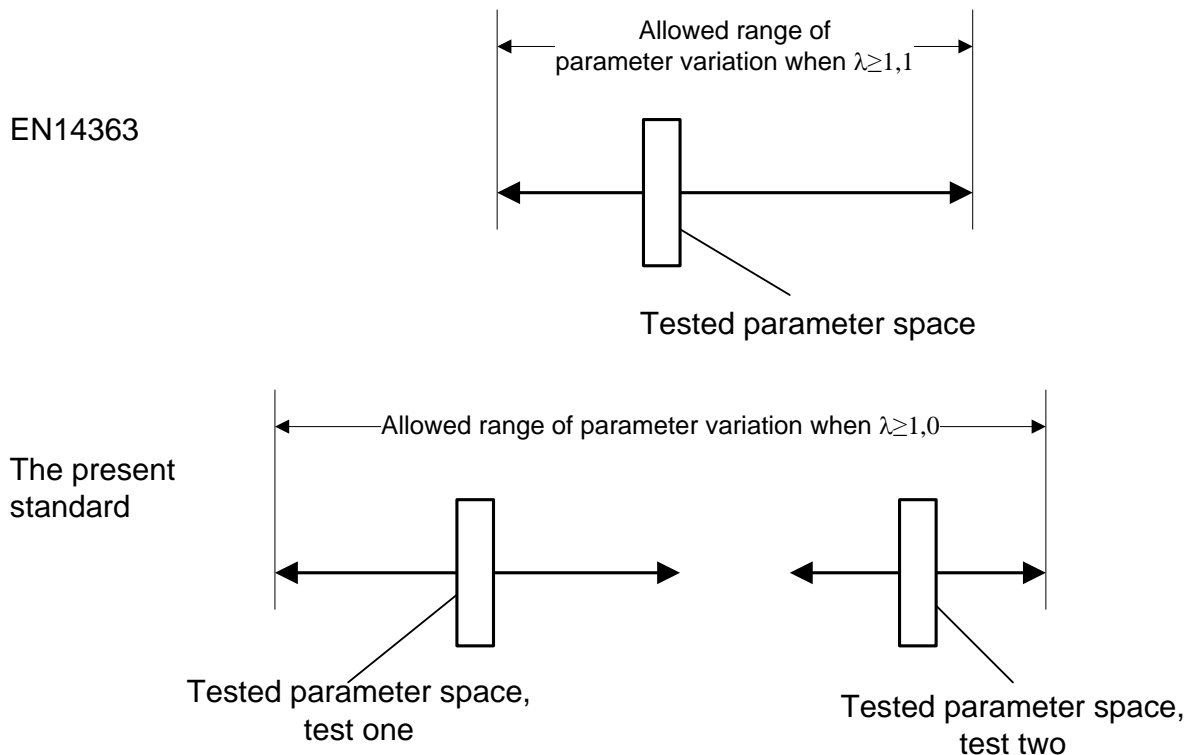 Allowed range of
parameter variation when λ≥1,1
EN14363
Tested parameter space
Allowed range of parameter variation when λ≥1,0
The present
standard
Tested parameter space,
test one
Tested parameter space,
test two